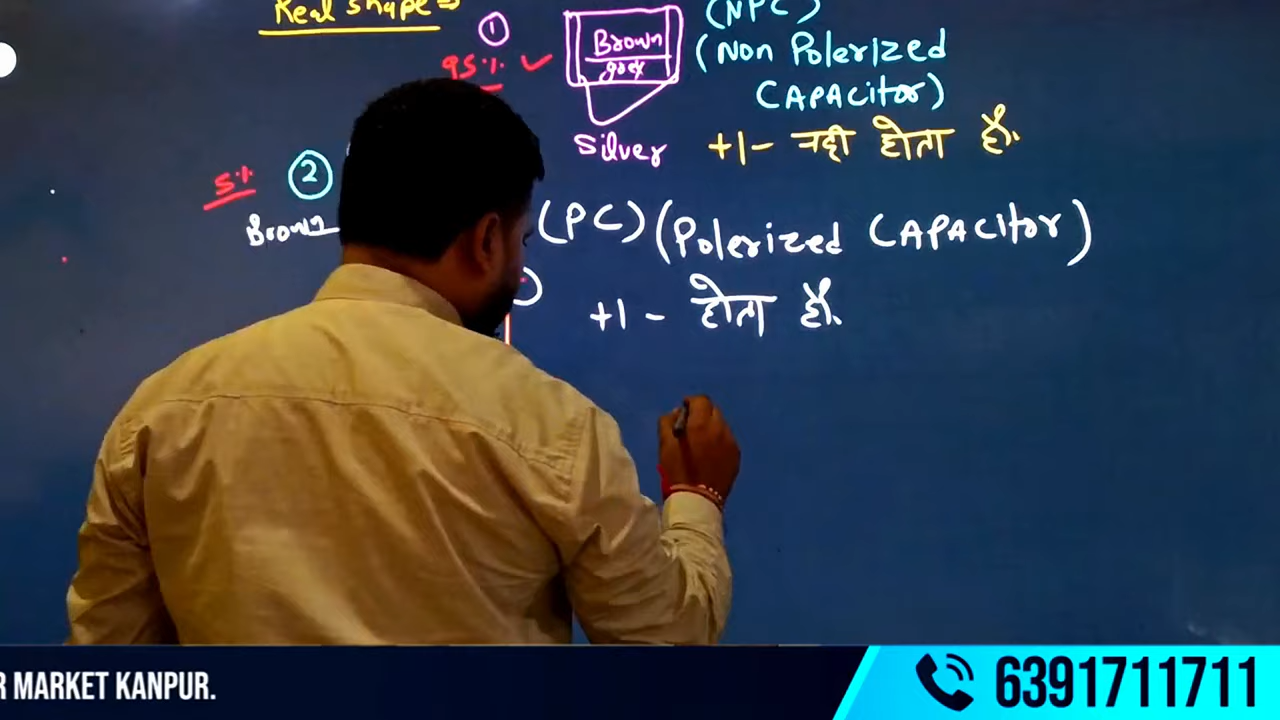 Real shape ⇒
①
95% ✓
Brown
grey
Silver
(NPC)
(Non Polerized
CAPACitor)
+/- नही होता है.
5% ②
Brown
(PC) (Polerized CAPACitor)
+/- होता है.
R MARKET KANPUR.
6391711711